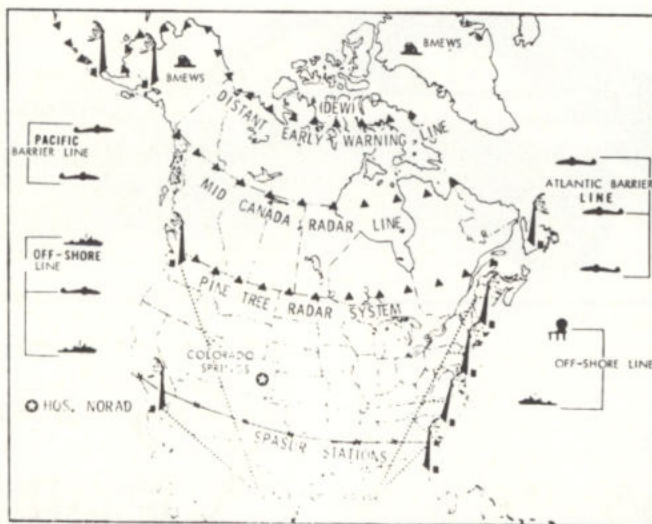 BMEWS
BMEWS
DISTANT EARLY WARNING LINE
(DEW)
PACIFIC
BARRIER LINE
MID CANADA RADAR LINE
ATLANTIC BARRIER
LINE
OFF-SHORE
LINE
PINE TREE RADAR SYSTEM
COLORADO
SPRINGS
OFF-SHORE LINE
HQS. NORAD
SPASUR STATIONS